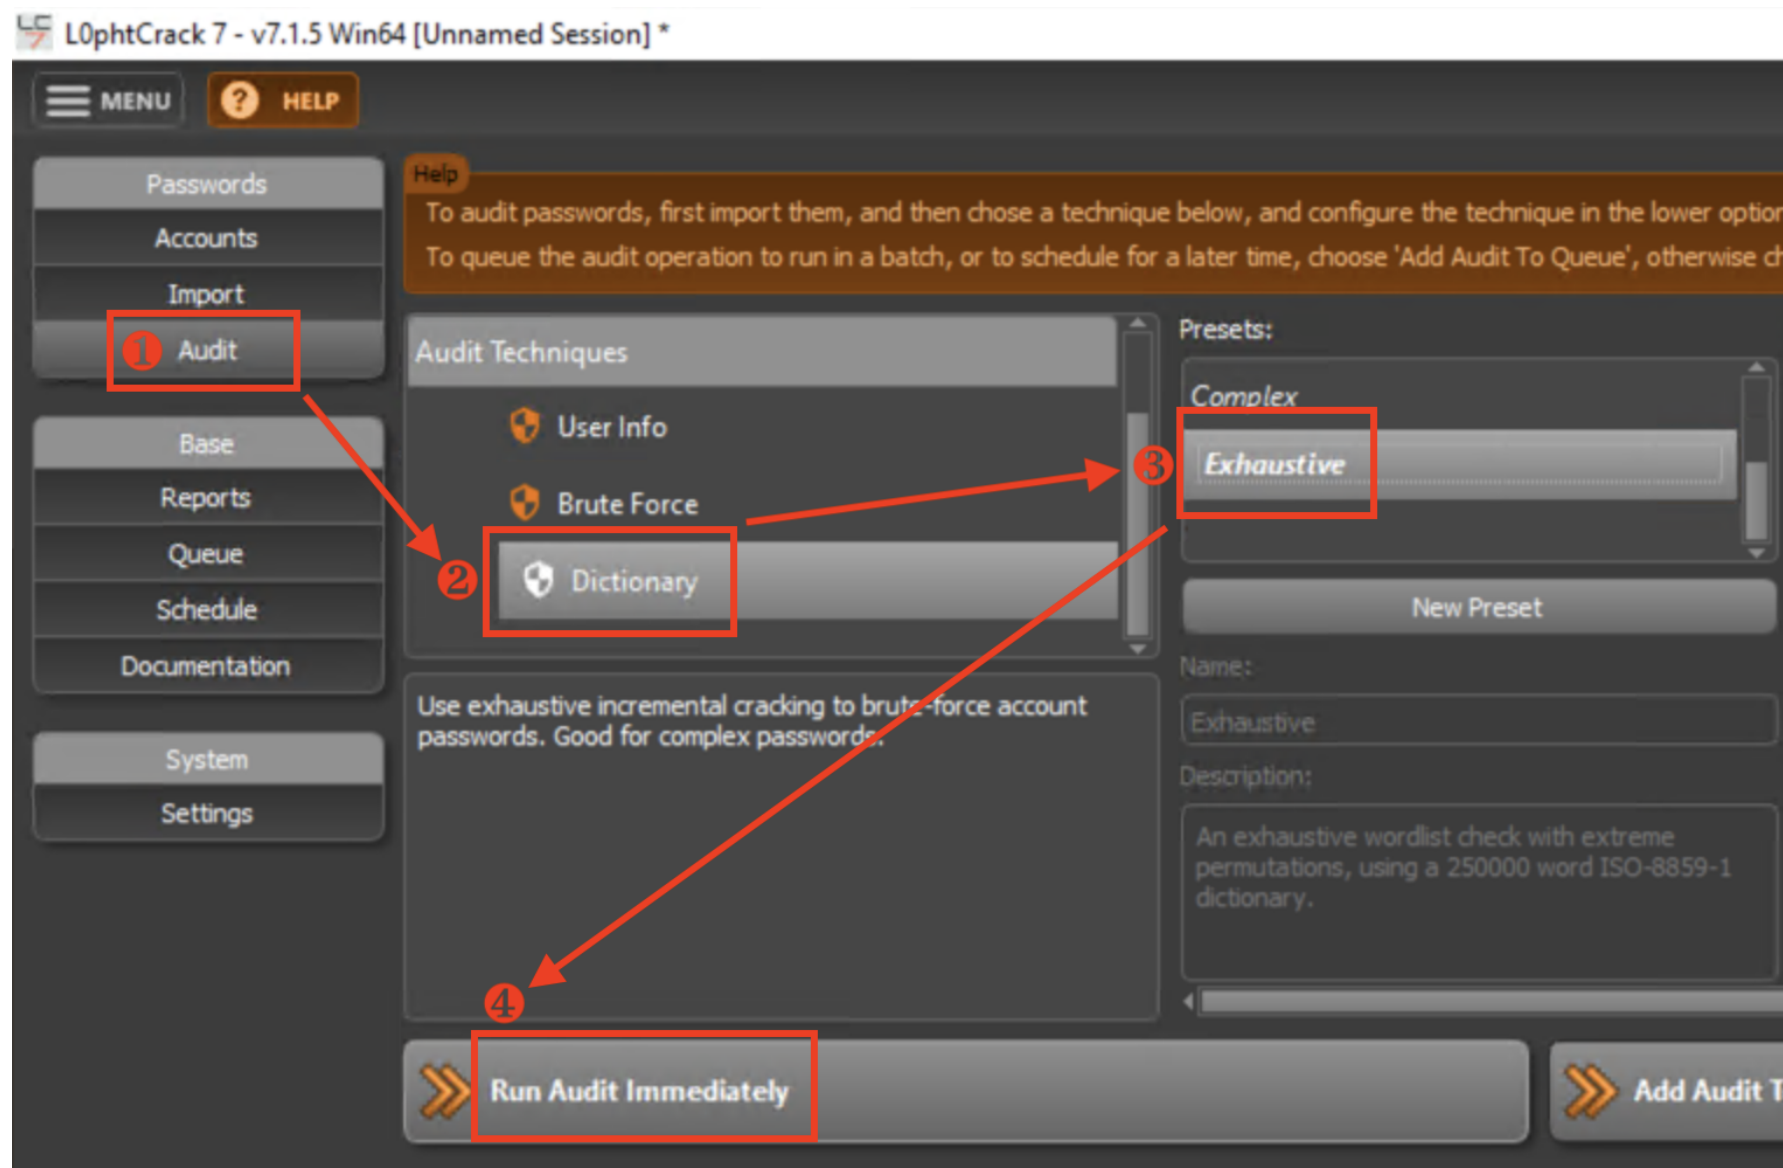 L0phtCrack 7 - v7.1.5 Win64 [Unnamed Session] *
MENU
HELP
Passwords
Accounts
Import
1 Audit
Base
Reports
Queue
Schedule
Documentation
System
Settings
Help
To audit passwords, first import them, and then chose a technique below, and configure the technique in the lower option
To queue the audit operation to run in a batch, or to schedule for a later time, choose 'Add Audit To Queue', otherwise ch
Audit Techniques
User Info
Brute Force
2 Dictionary
Use exhaustive incremental cracking to brute-force account
passwords. Good for complex passwords.
Presets:
Complex
3 Exhaustive
New Preset
Name:
Exhaustive
Description:
An exhaustive wordlist check with extreme
permutations, using a 250000 word ISO-8859-1
dictionary.
4
Run Audit Immediately
Add Audit T